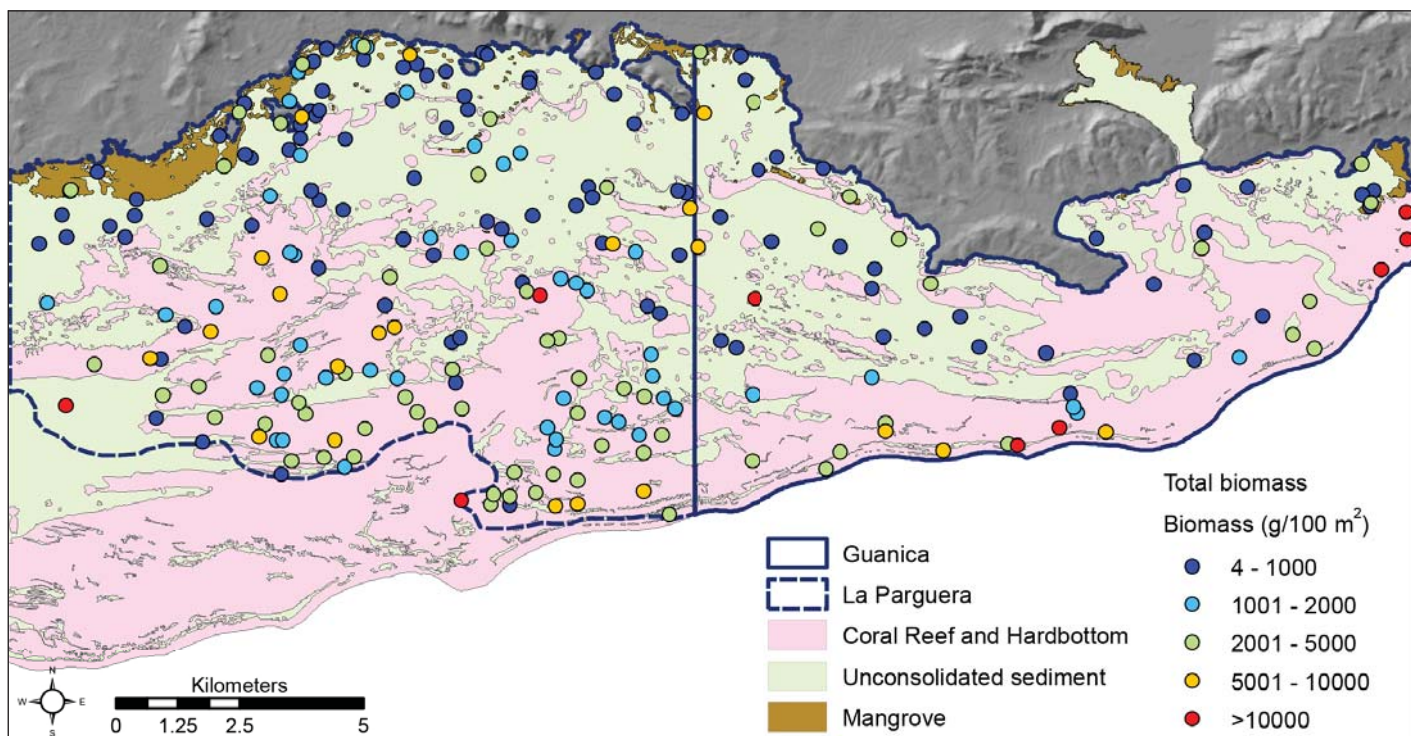 Total biomass
Biomass (g/100 m²)
4 - 1000
1001 - 2000
2001 - 5000
5001 - 10000
>10000
Guanica
La Parguera
Coral Reef and Hardbottom
Unconsolidated sediment
Mangrove
N
W E
S
Kilometers
0 1.25 2.5 5